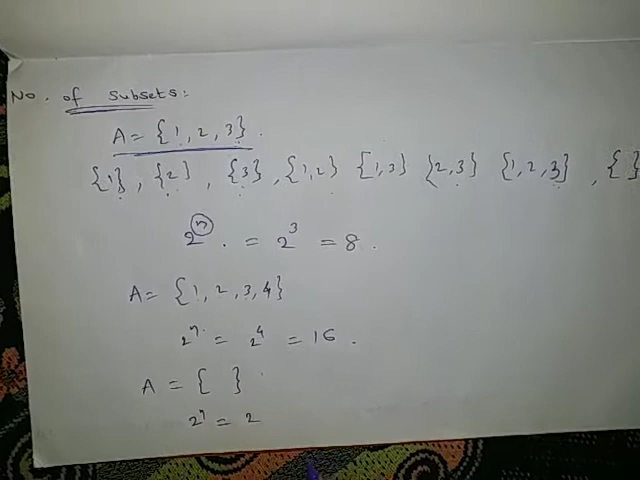 No. of Subsets:
A = {1, 2, 3}.
{1}, {2}, {3}, {1,2} {1,3} {2,3} {1,2,3}, { }
2ⁿ. = 2³ = 8.
A = {1, 2, 3, 4}
2ⁿ = 2⁴ = 16.
A = { }
2ⁿ = 2